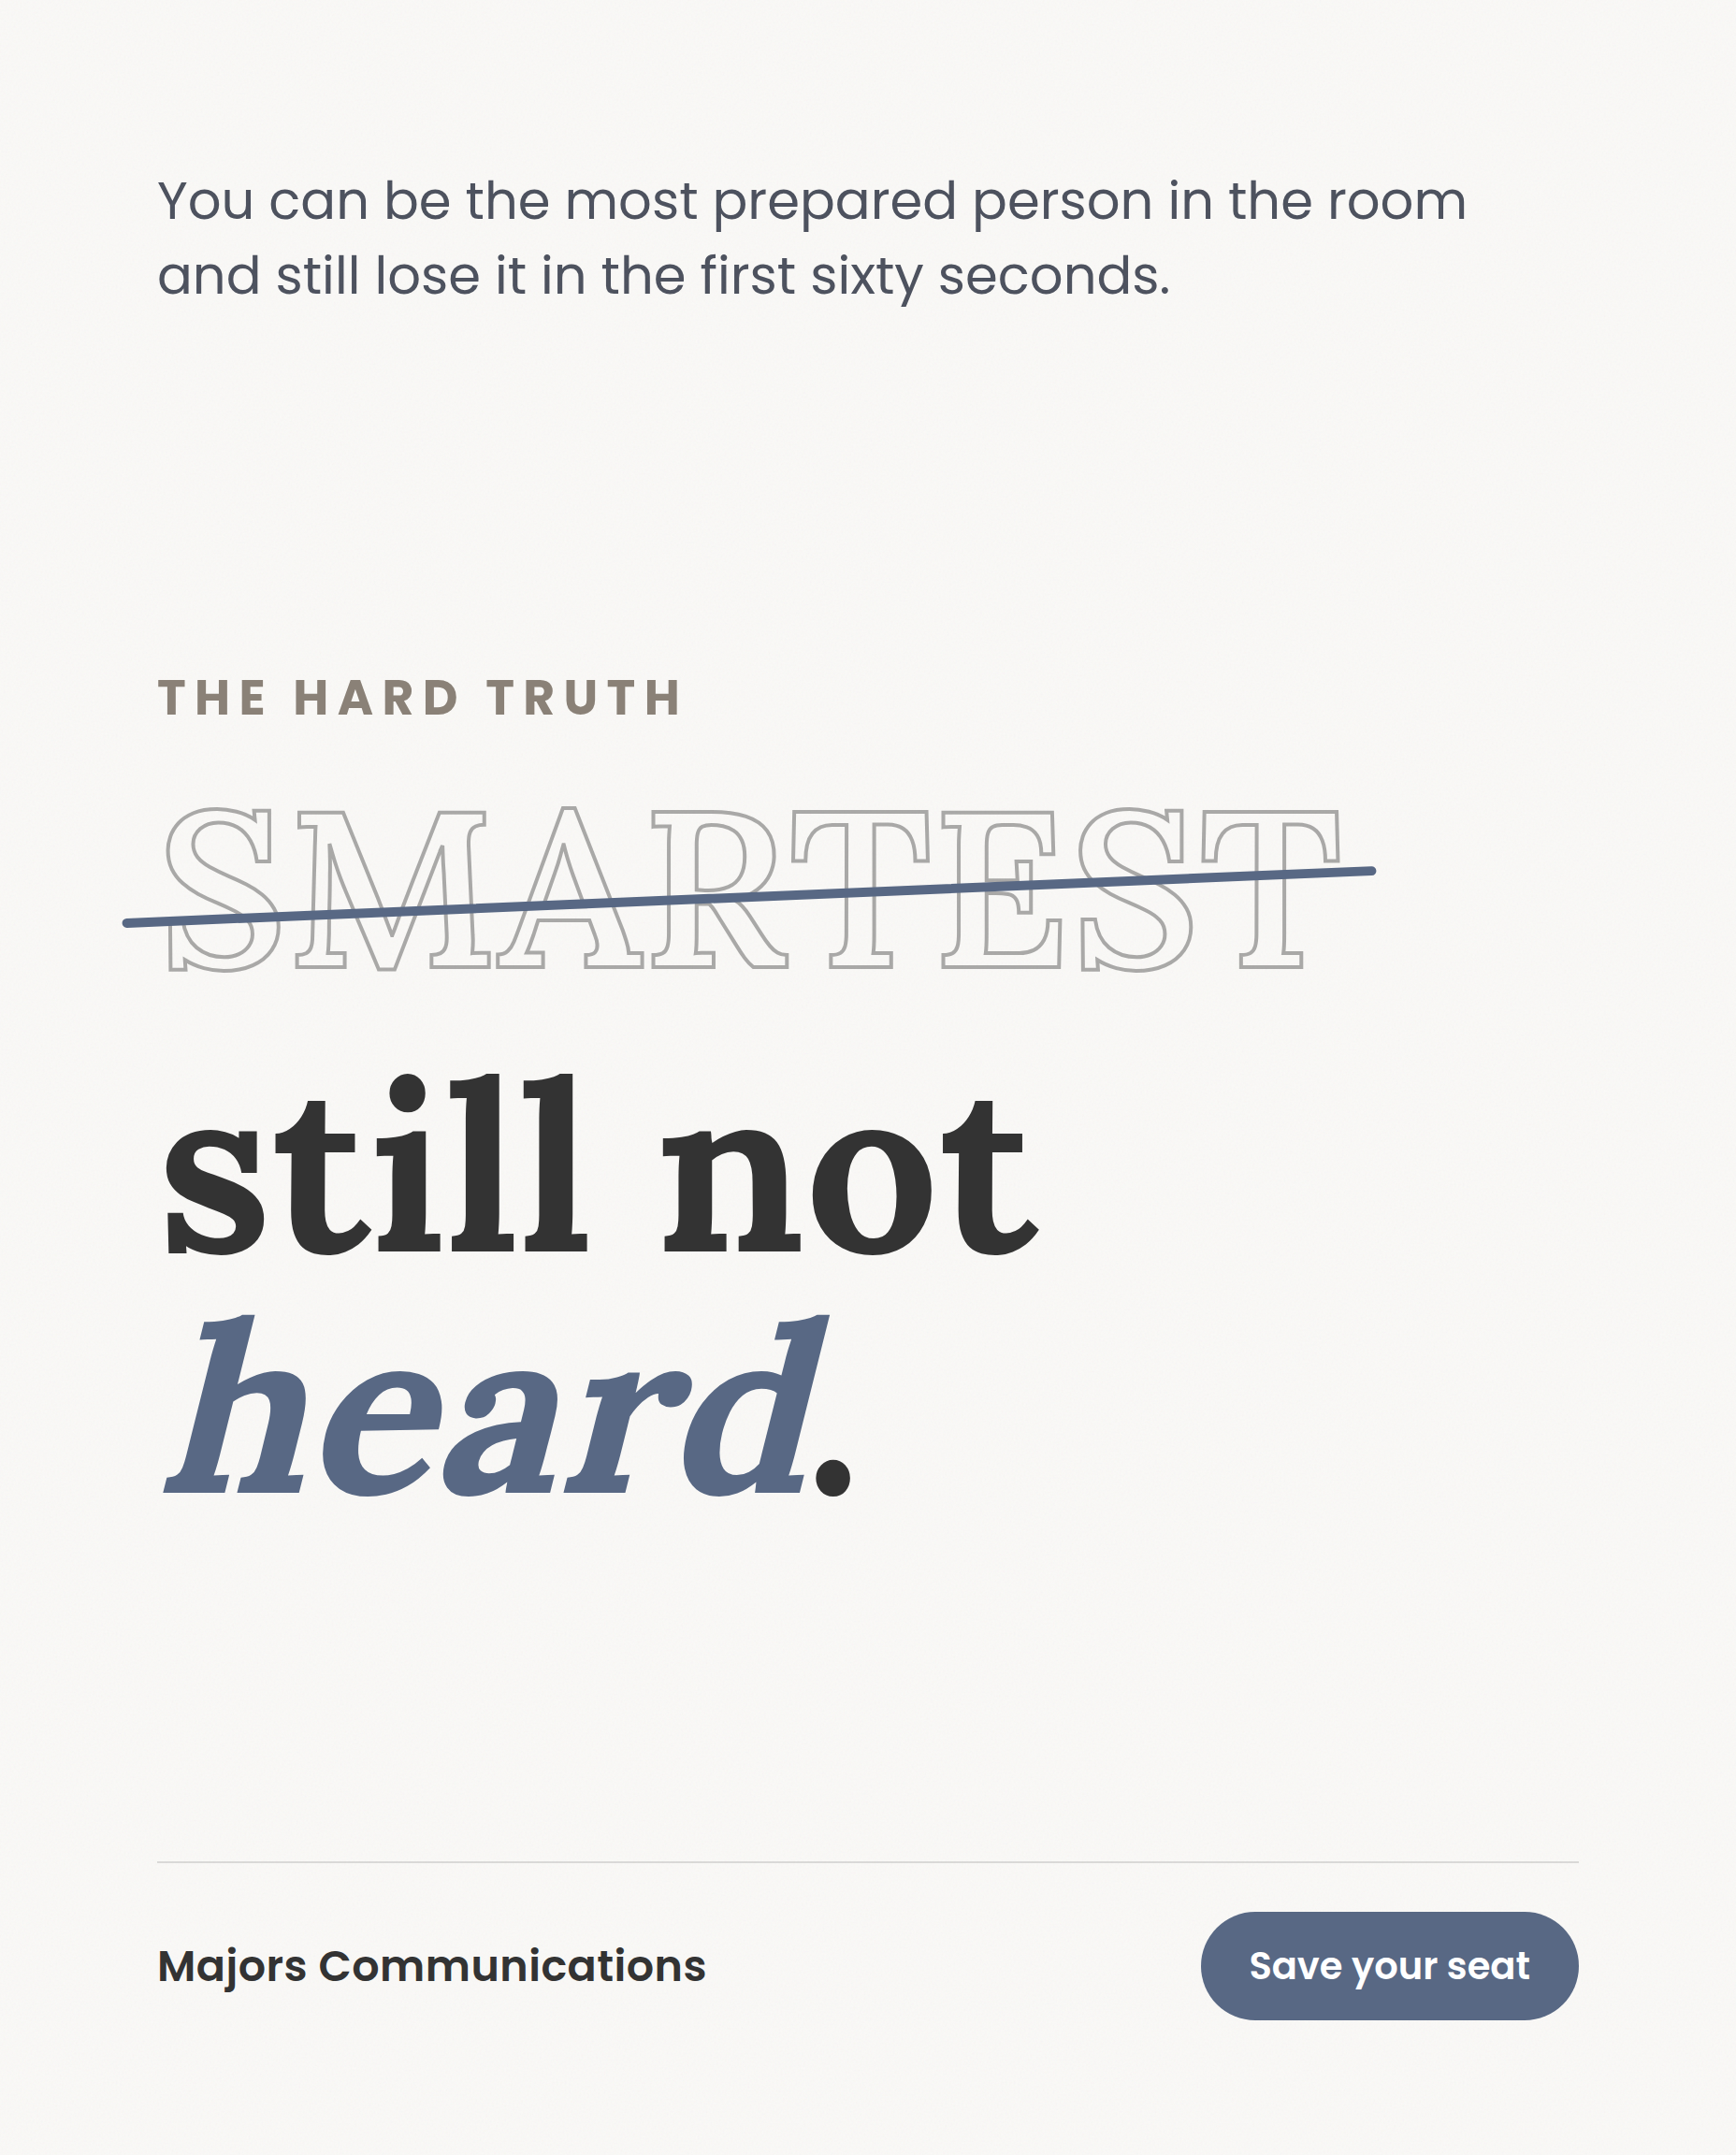 You can be the most prepared person in the room
and still lose it in the first sixty seconds.
THE HARD TRUTH
SMARTEST
still not
heard.
Majors Communications
Save your seat